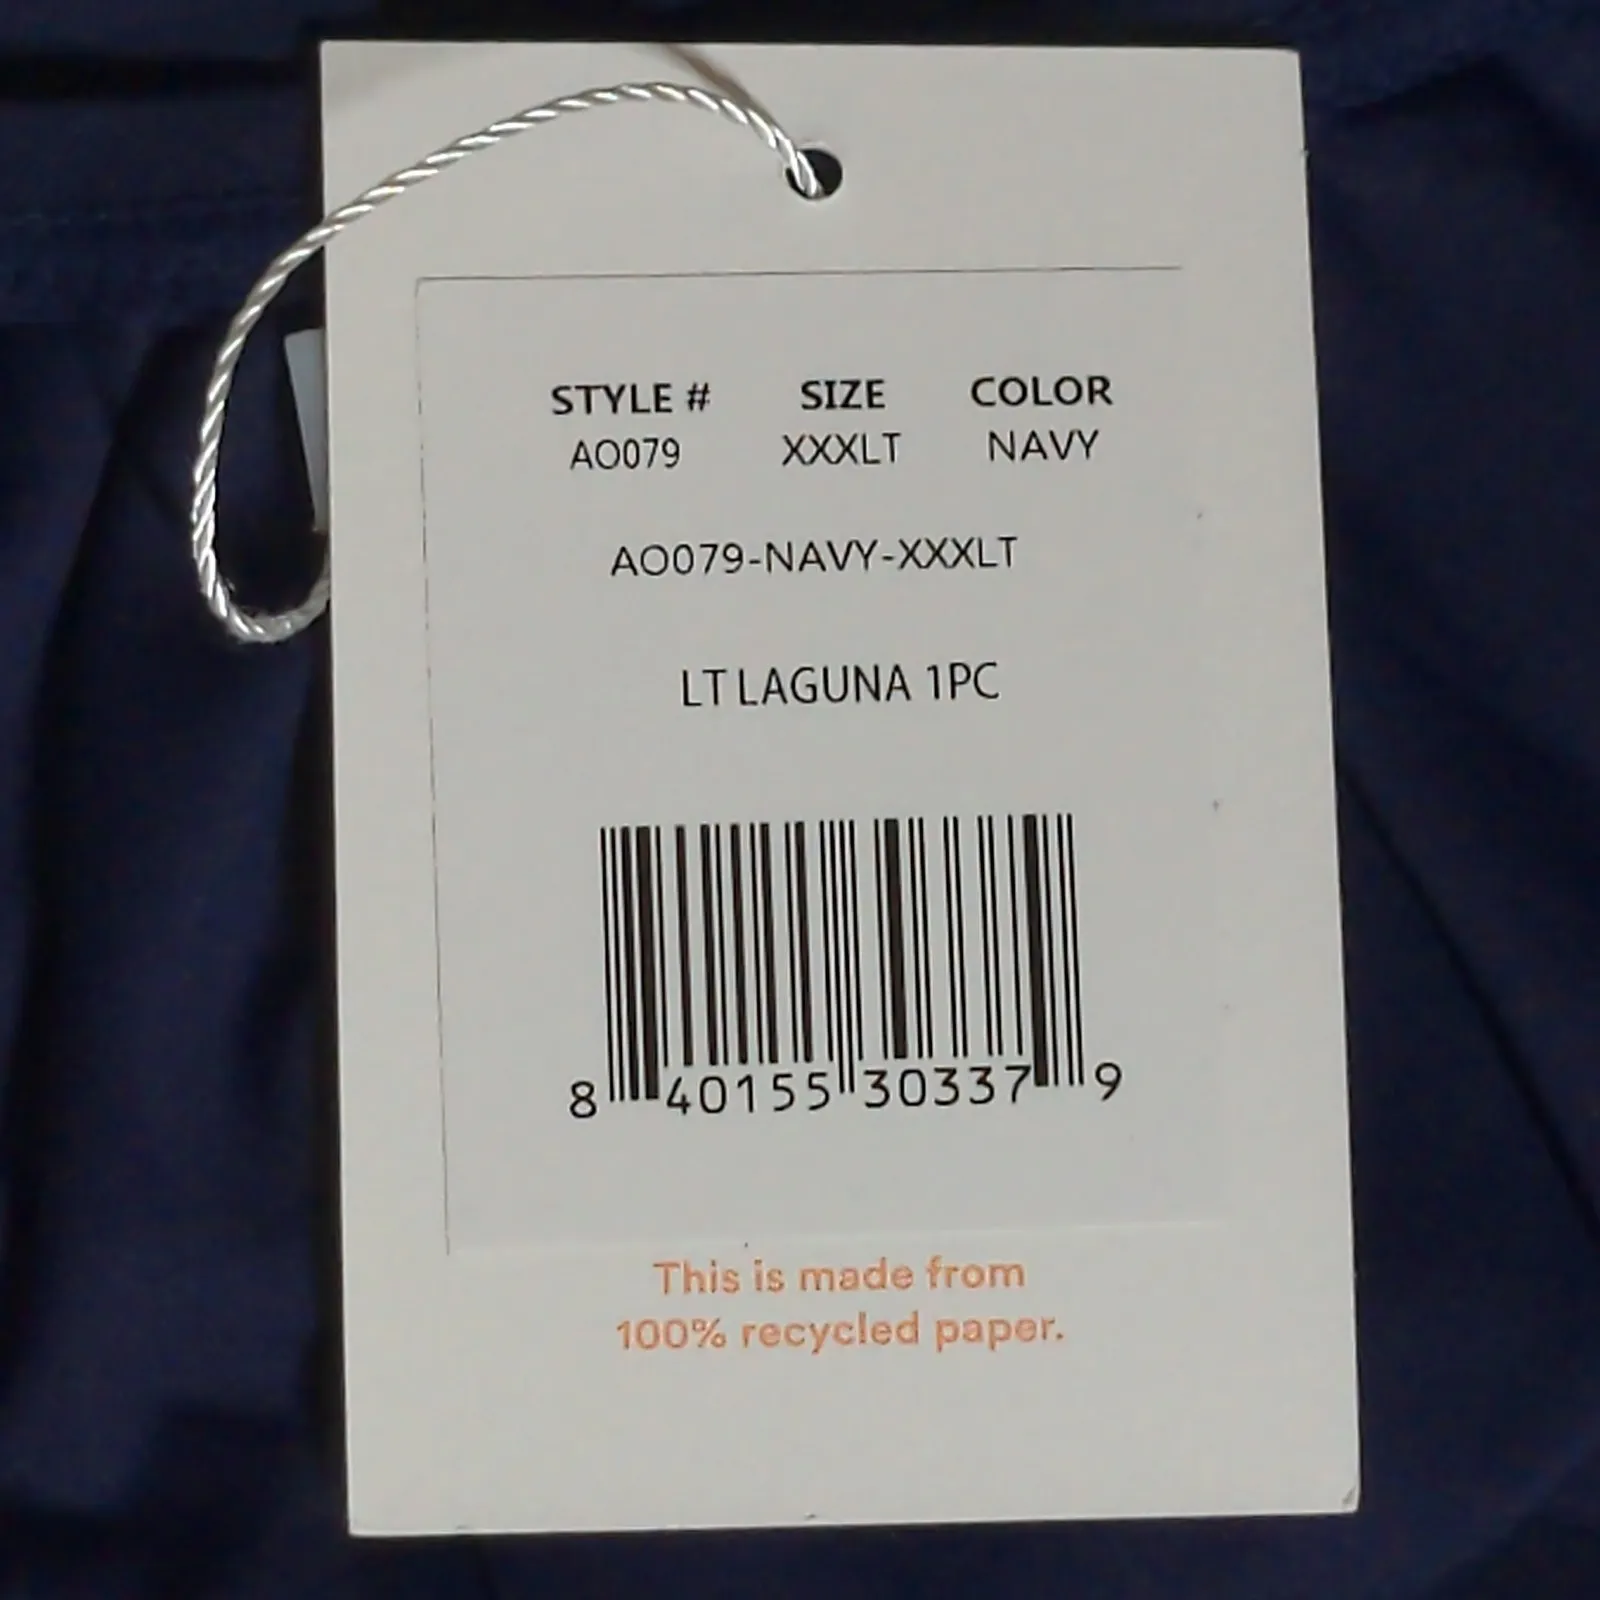 STYLE # SIZE COLOR
AO079 XXXLT NAVY
AO079-NAVY-XXXLT
LT LAGUNA 1PC
8 40155 30337 9
This is made from
100% recycled paper.